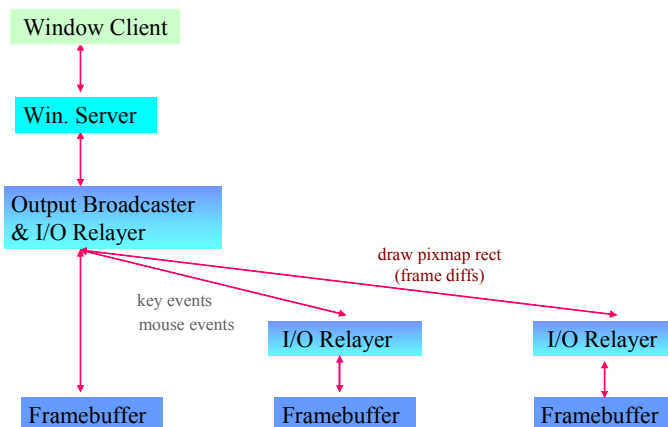 Window Client
Win. Server
Output Broadcaster
& I/O Relayer
draw pixmap rect
(frame diffs)
key events
mouse events
I/O Relayer
I/O Relayer
Framebuffer
Framebuffer
Framebuffer